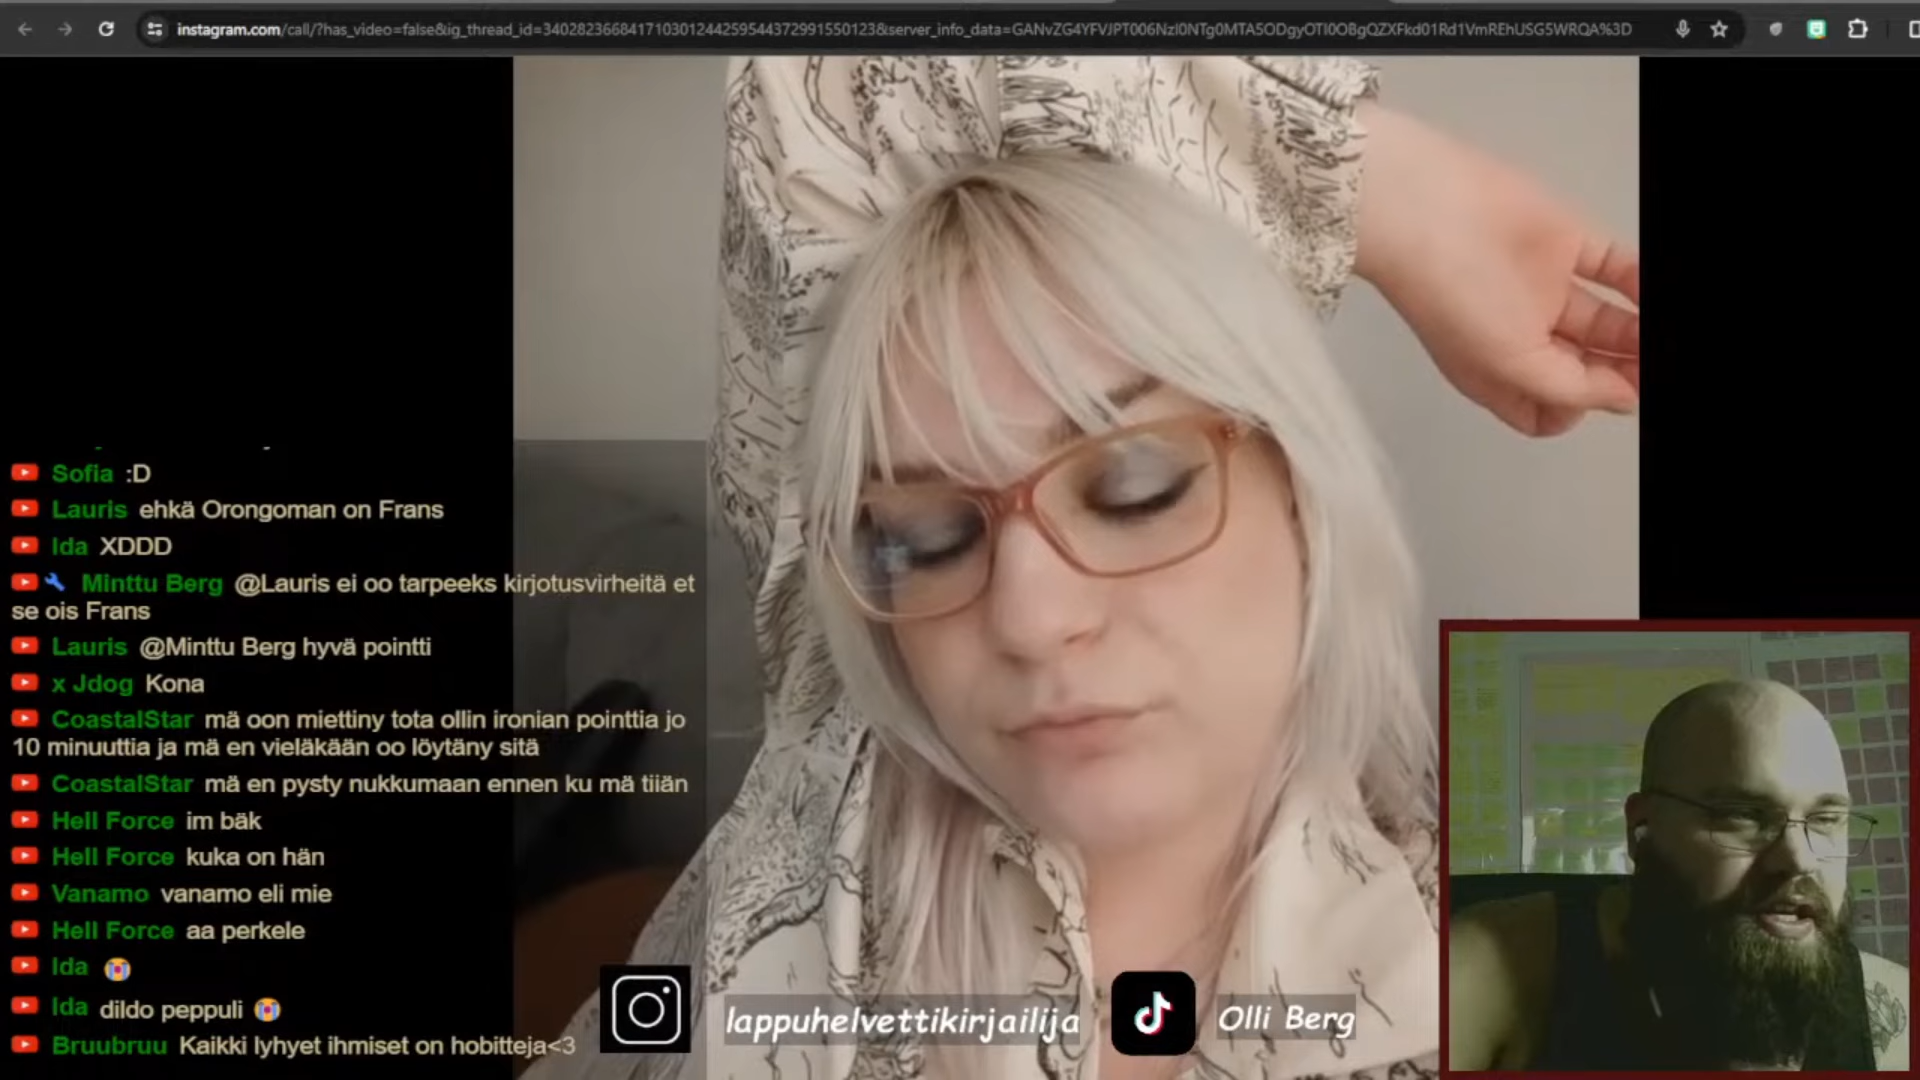 instagram.com/call/?has_video=false&ig_thread_id=340282366841710301244259544372991550123&server_info_data=GANvZG4YFVJPT006NzI0NTg0MTA5ODgyOTI0OBgQZXFkd01Rd1VmREhUSG5WRQA%3D
Sofia :D
Lauris ehkä Orongoman on Frans
Ida XDDD
Minttu Berg @Lauris ei oo tarpeeks kirjotusvirheitä et
se ois Frans
Lauris @Minttu Berg hyvä pointti
x Jdog Kona
CoastalStar mä oon miettiny tota ollin ironian pointtia jo
10 minuuttia ja mä en vieläkään oo löytäny sitä
CoastalStar mä en pysty nukkumaan ennen ku mä tiiän
Hell Force im bäk
Hell Force kuka on hän
Vanamo vanamo eli mie
Hell Force aa perkele
Ida 😭
Ida dildo peppuli 😭
Bruubruu Kaikki lyhyet ihmiset on hobitteja<3
lappuhelvettikirjailija
Olli Berg